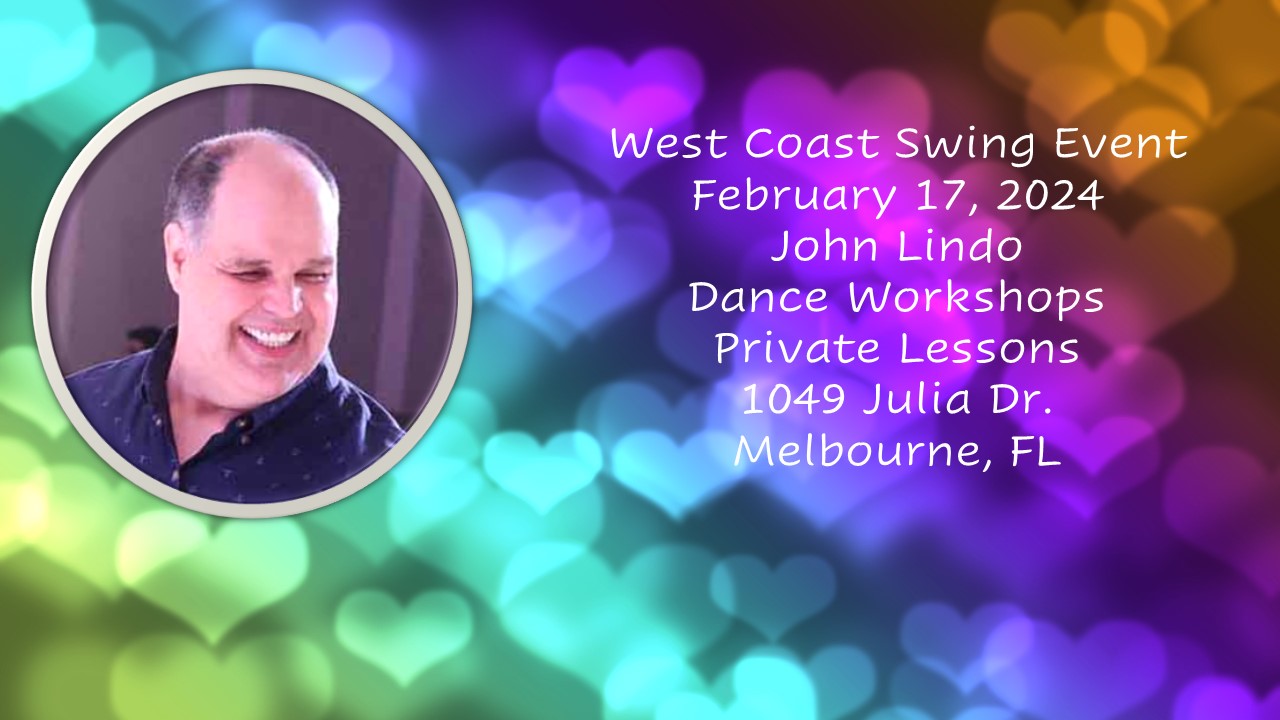 West Coast Swing Event
February 17, 2024
John Lindo
Dance Workshops
Private Lessons
1049 Julia Dr.
Melbourne, FL